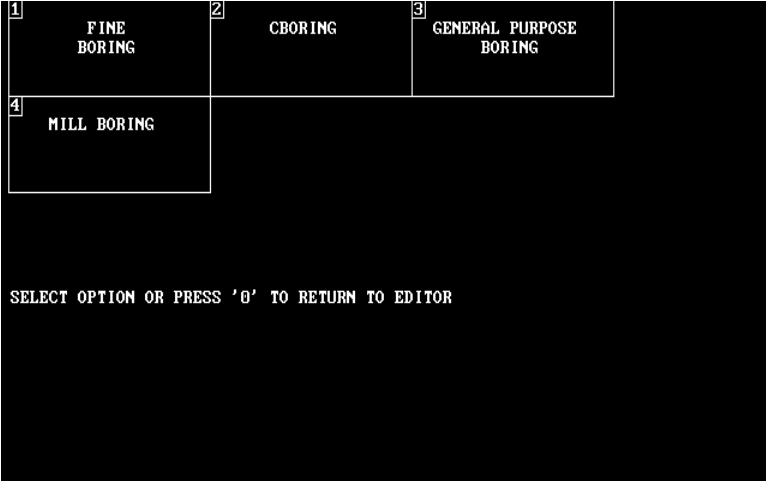 1
FINE
BORING
2
CBORING
3
GENERAL PURPOSE
BORING
4
MILL BORING
SELECT OPTION OR PRESS '0' TO RETURN TO EDITOR